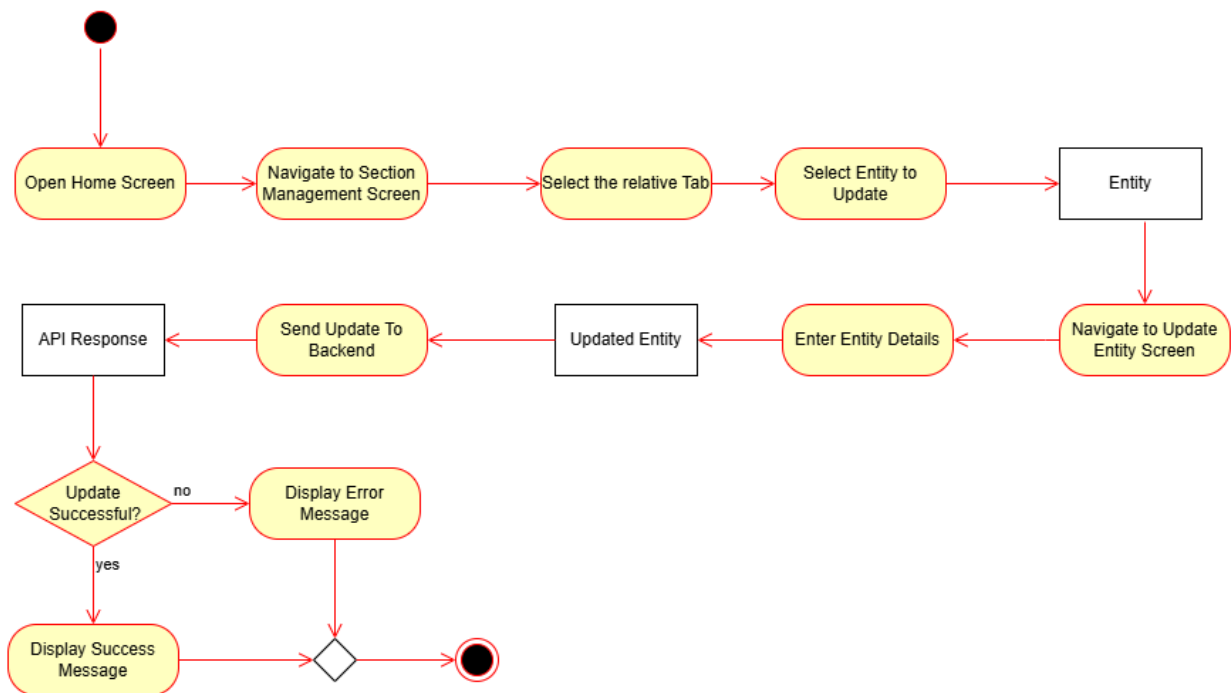 Open Home Screen
Navigate to Section
Management Screen
Select the relative Tab
Select Entity to
Update
Entity
API Response
Send Update To
Backend
Updated Entity
Enter Entity Details
Navigate to Update
Entity Screen
Update
Successful?
no
Display Error
Message
yes
Display Success
Message